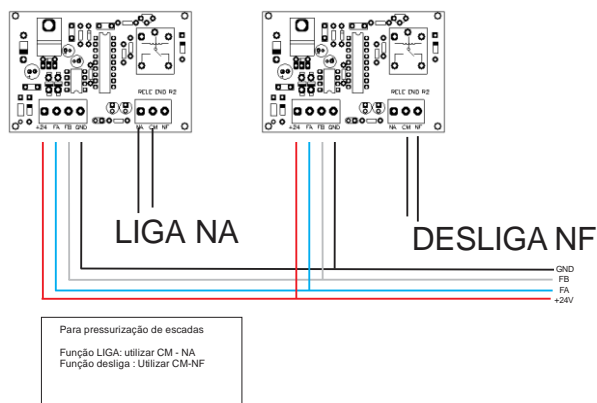 RCLC END R2
+24 FA FB GND
NA CM NF
RCLC END R2
+24 FA FB GND
NA CM NF
LIGA NA
DESLIGA NF
GND
FB
FA
+24V
Para pressurização de escadas
Função LIGA: utilizar CM - NA
Função desliga : Utilizar CM-NF